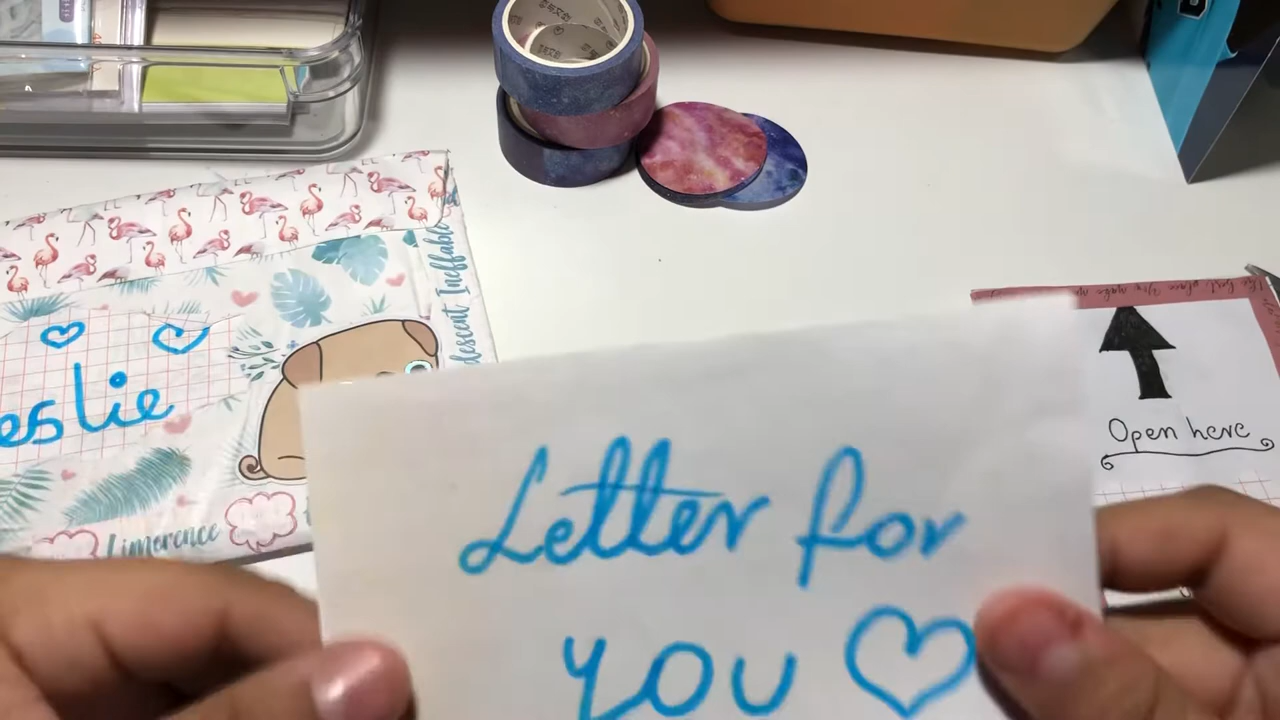 Letter for
you
eslie
descent Ineffable
Limerence
Open here